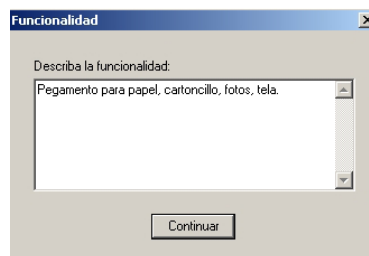 Funcionalidad
Describa la funcionalidad:
Pegamento para papel, cartoncillo, fotos, tela.
Continuar